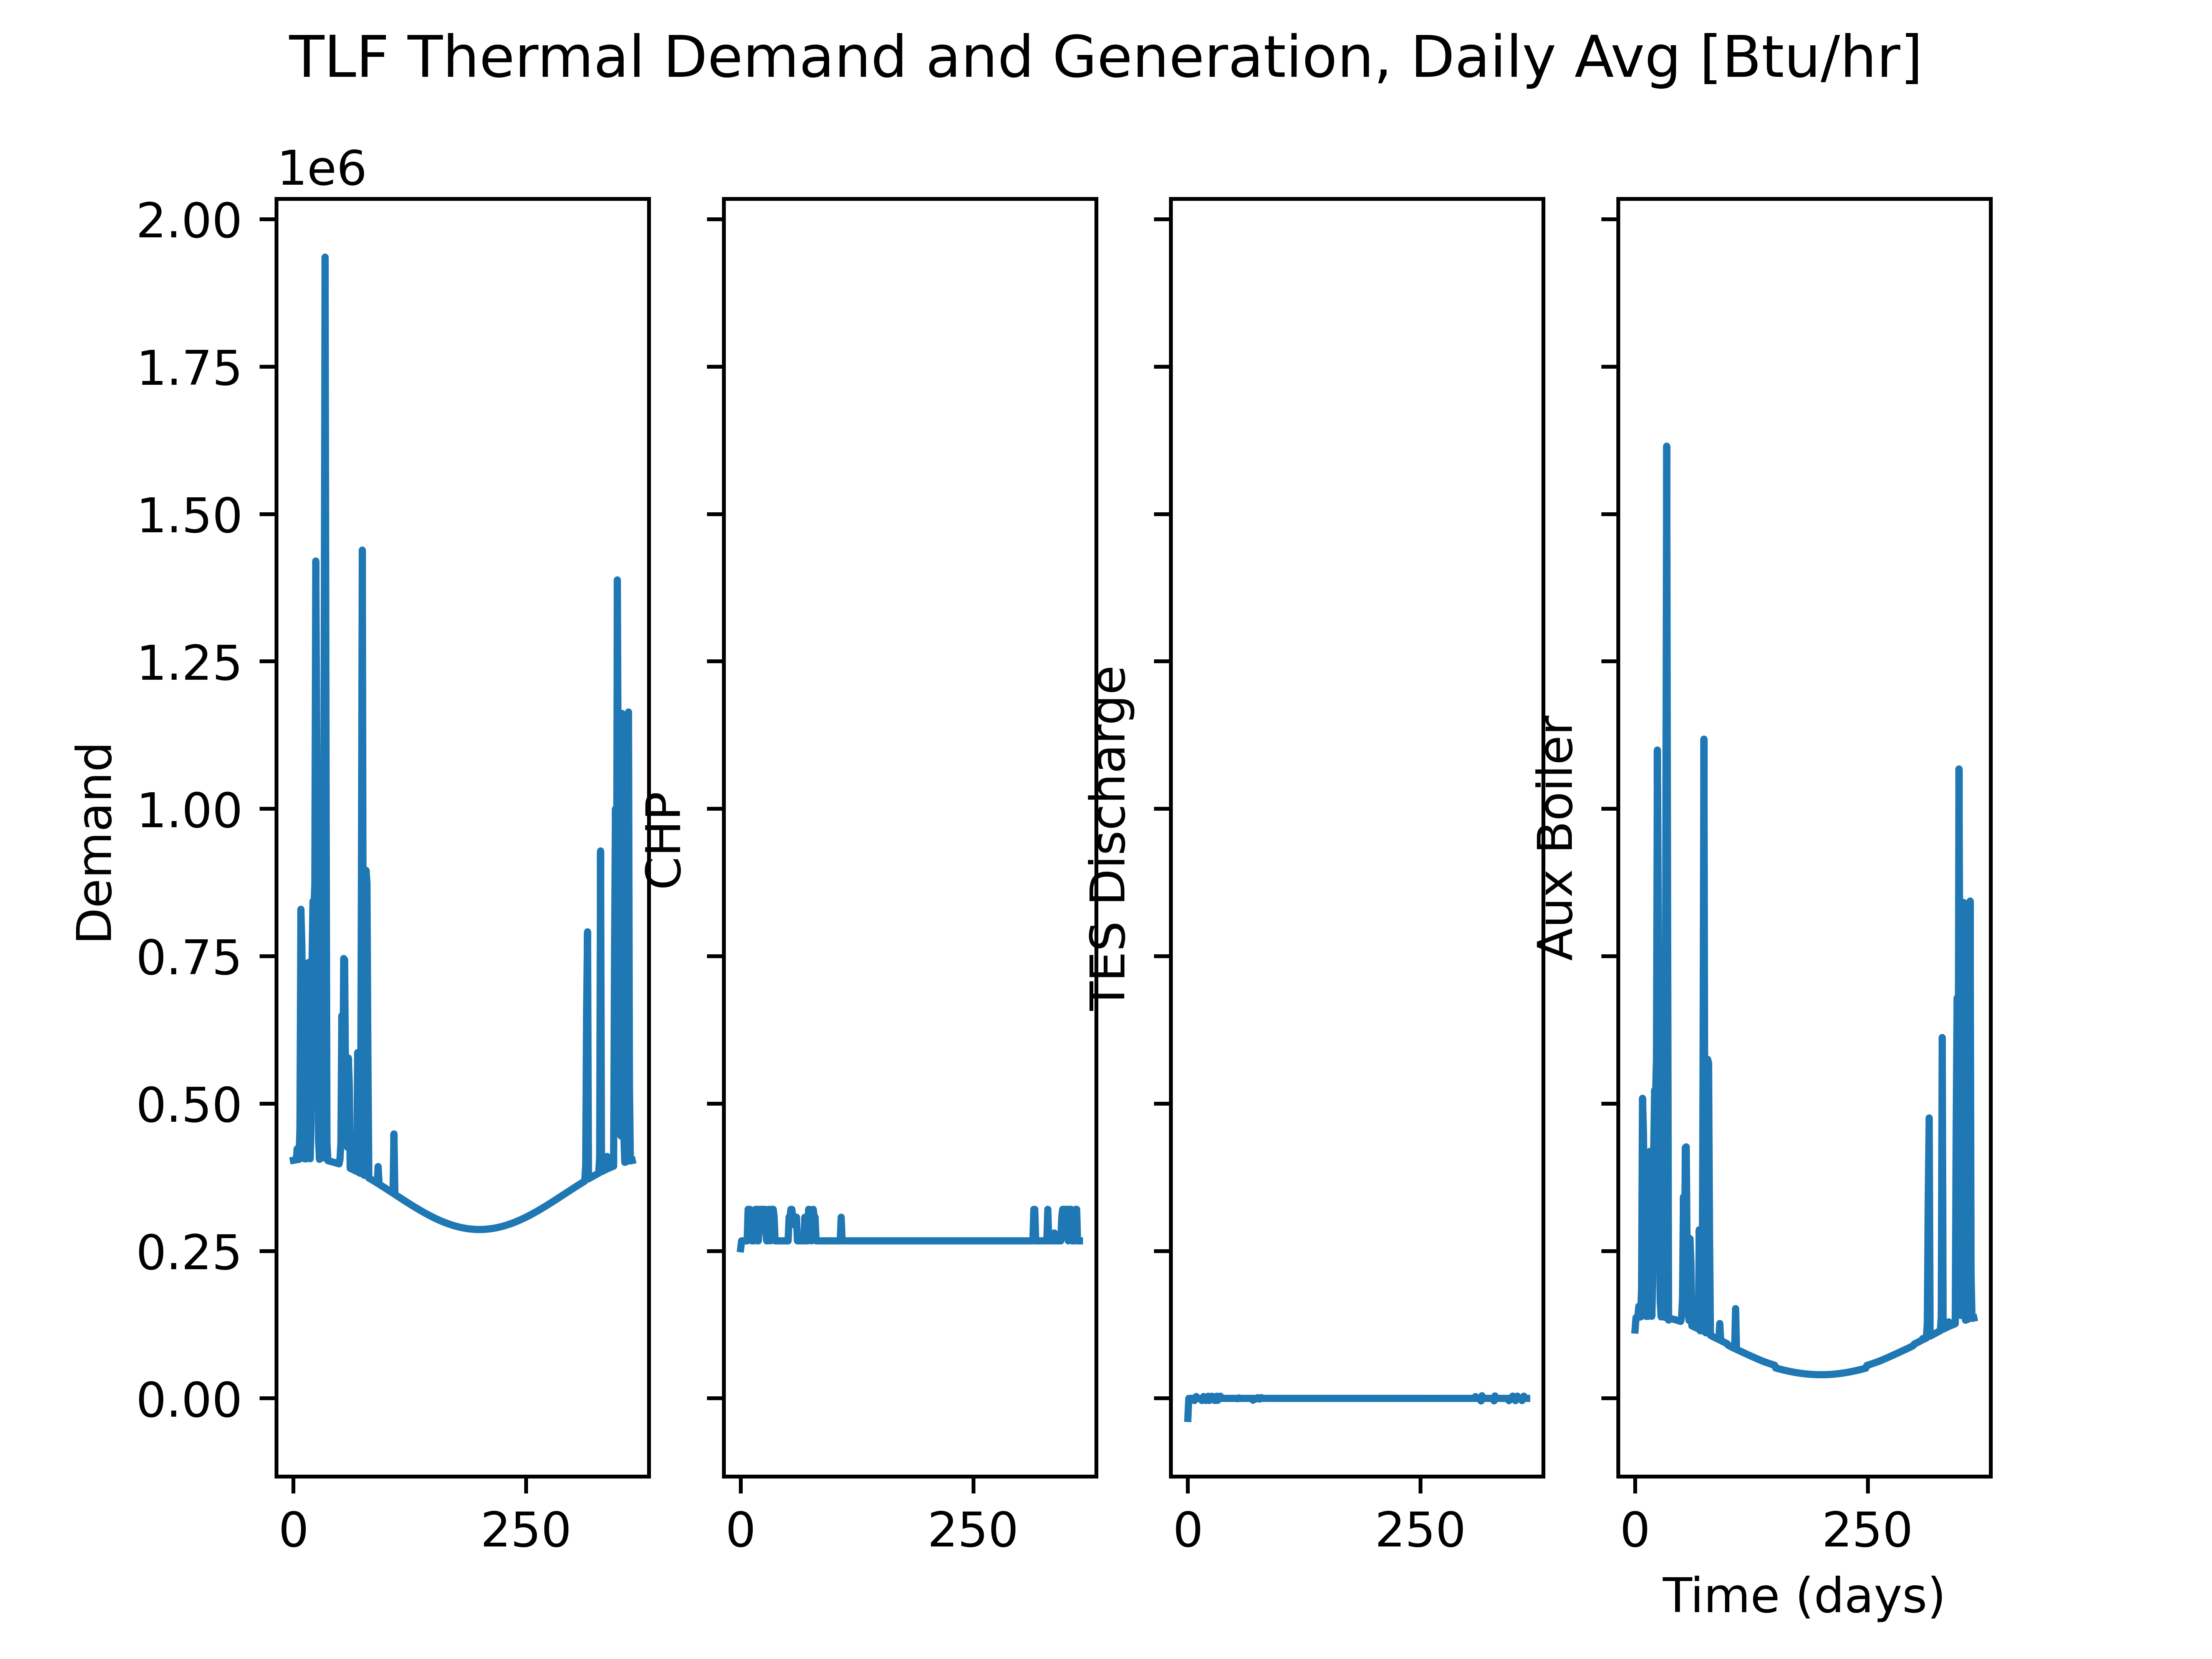 TLF Thermal Demand and Generation, Daily Avg [Btu/hr]
1e6
2.00
1.75
1.50
1.25
1.00
0.75
0.50
0.25
0.00
Demand
CHP
TES Discharge
Aux Boiler
0 250 0 250 0 250 0 250
Time (days)